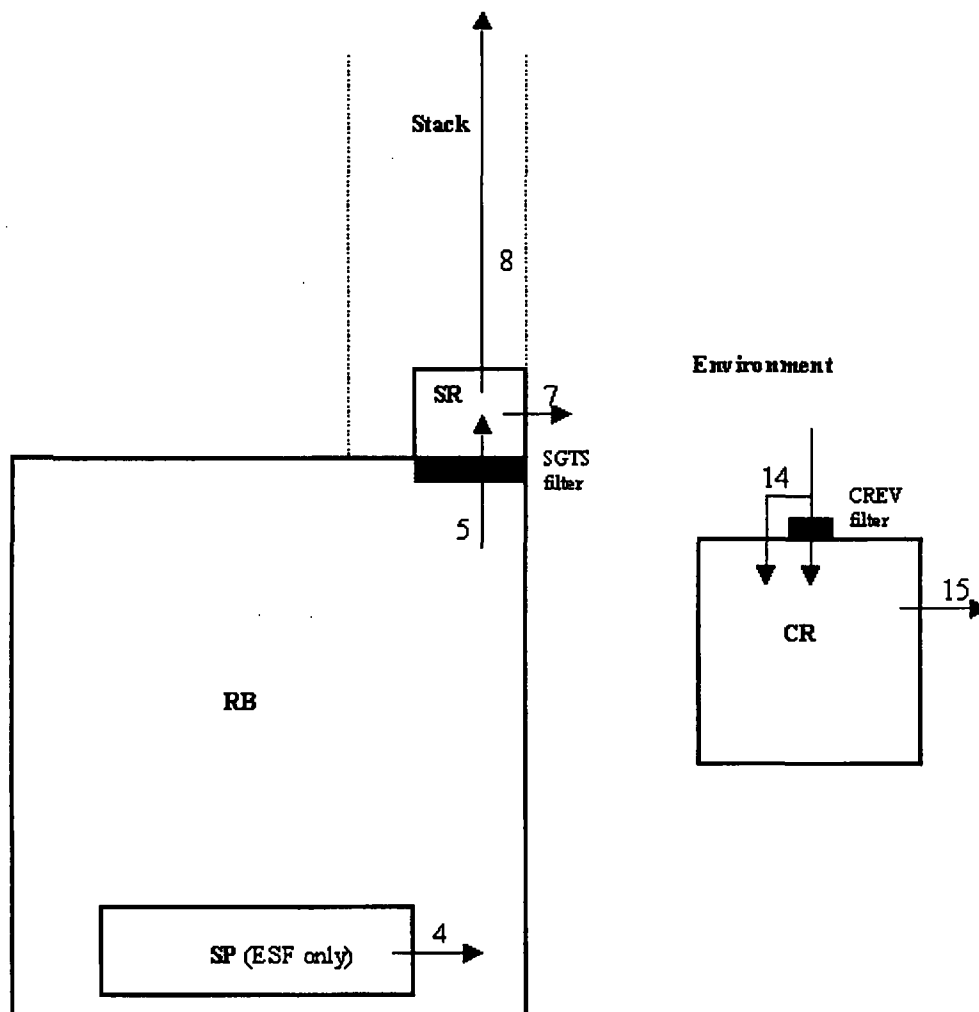 Stack
8
Environment
SR
7
SGTS
filter
5
14
CREV
filter
15
CR
RB
SP (ESF only)
4